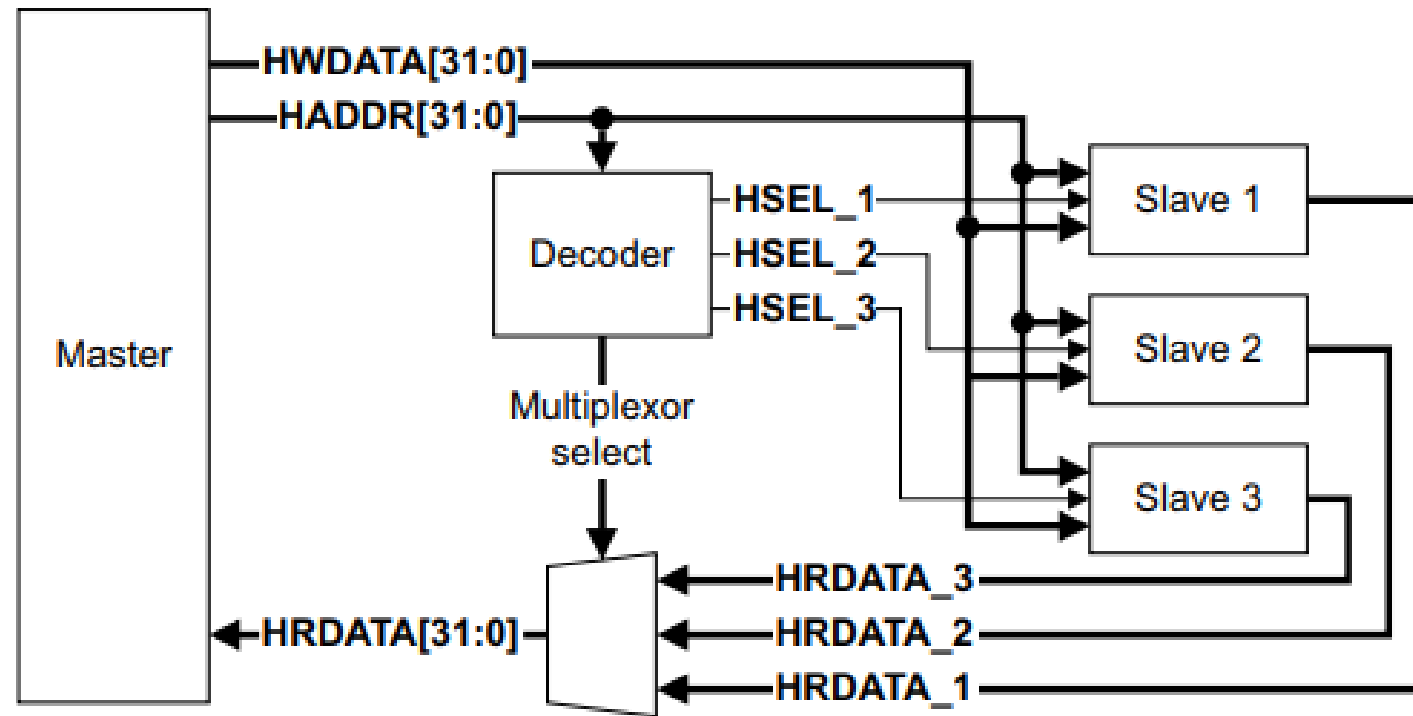 HWDATA[31:0]
HADDR[31:0]
HSEL_1
Slave 1
Decoder
HSEL_2
HSEL_3
Master
Slave 2
Multiplexor
select
Slave 3
HRDATA_3
HRDATA[31:0]
HRDATA_2
HRDATA_1